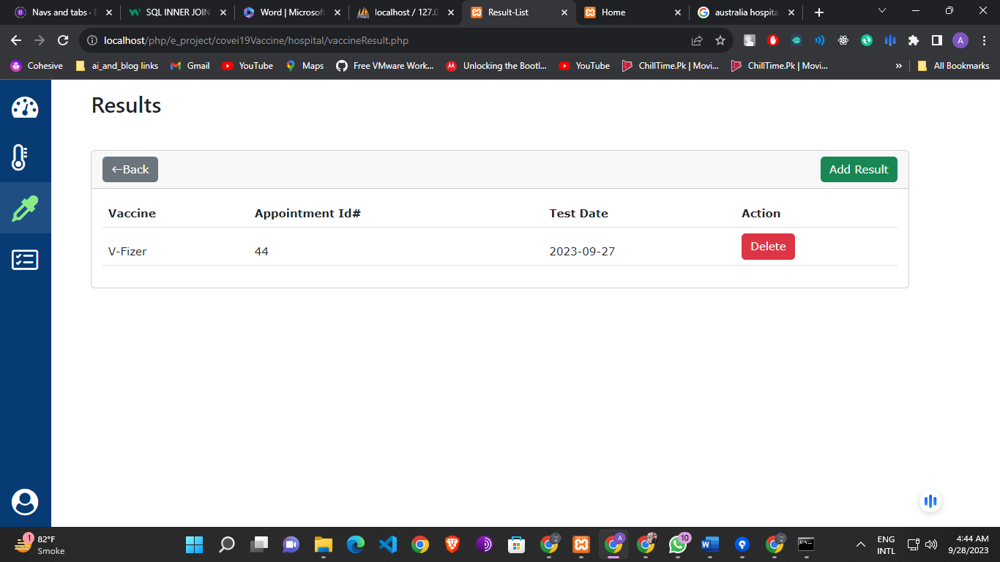 Navs and tabs · B
SQL INNER JOIN
Word | Microsof
localhost / 127.0
Result-List
Home
australia hospita
localhost/php/e_project/covei19Vaccine/hospital/vaccineResult.php
A
Cohesive
ai_and_blog links
Gmail
YouTube
Maps
Free VMware Work...
Unlocking the Bootl...
YouTube
ChillTime.Pk | Movi...
ChillTime.Pk | Movi...
»
All Bookmarks
Results
←Back
Add Result
Vaccine Appointment Id# Test Date Action
V-Fizer 44 2023-09-27 Delete
1
82°F
Smoke
A
10
ENG
INTL
4:44 AM
9/28/2023